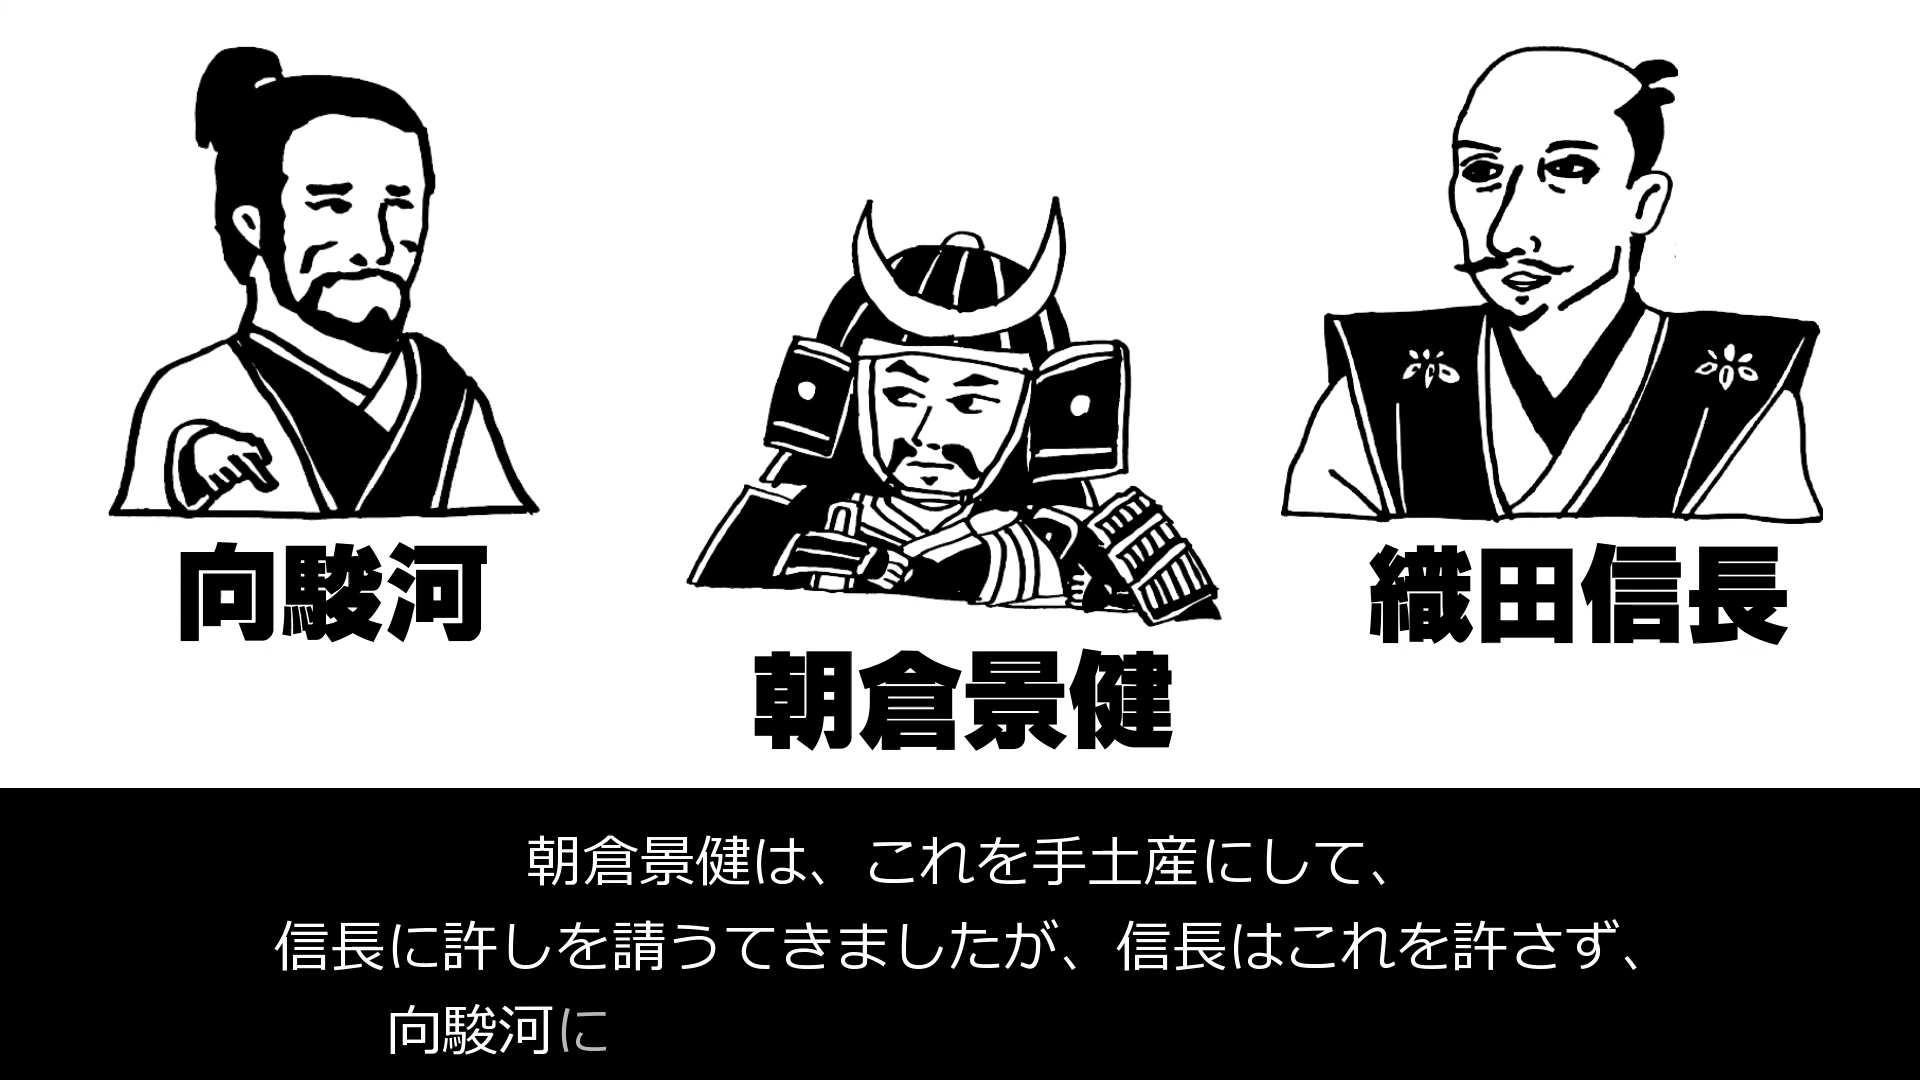 向駿河
朝倉景健
織田信長
朝倉景健は、これを手土産にして、
信長に許しを請うてきましたが、信長はこれを許さず、
向駿河に